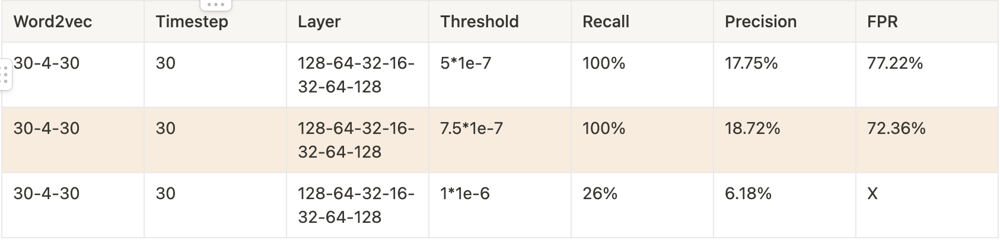 Word2vec Timestep Layer Threshold Recall Precision FPR
30-4-30 30 128-64-32-16- 5*1e-7 100% 17.75% 77.22%
32-64-128
30-4-30 30 128-64-32-16- 7.5*1e-7 100% 18.72% 72.36%
32-64-128
30-4-30 30 128-64-32-16- 1*1e-6 26% 6.18% X
32-64-128